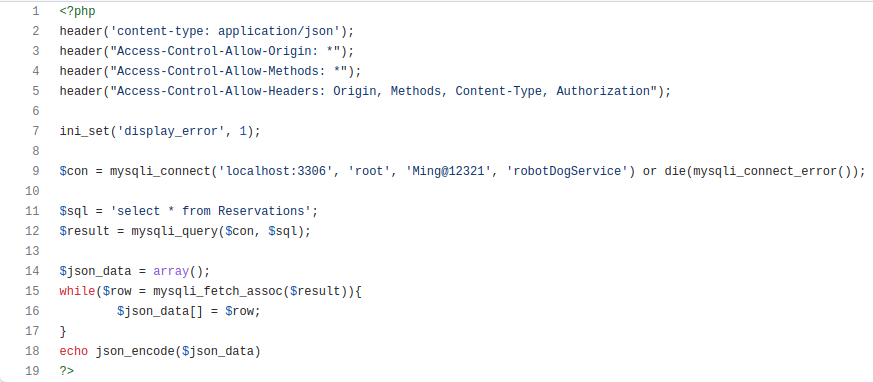 1 <?php
2 header('content-type: application/json');
3 header("Access-Control-Allow-Origin: *");
4 header("Access-Control-Allow-Methods: *");
5 header("Access-Control-Allow-Headers: Origin, Methods, Content-Type, Authorization");
6
7 ini_set('display_error', 1);
8
9 $con = mysqli_connect('localhost:3306', 'root', 'Ming@12321', 'robotDogService') or die(mysqli_connect_error());
10
11 $sql = 'select * from Reservations';
12 $result = mysqli_query($con, $sql);
13
14 $json_data = array();
15 while($row = mysqli_fetch_assoc($result)){
16         $json_data[] = $row;
17 }
18 echo json_encode($json_data)
19 ?>